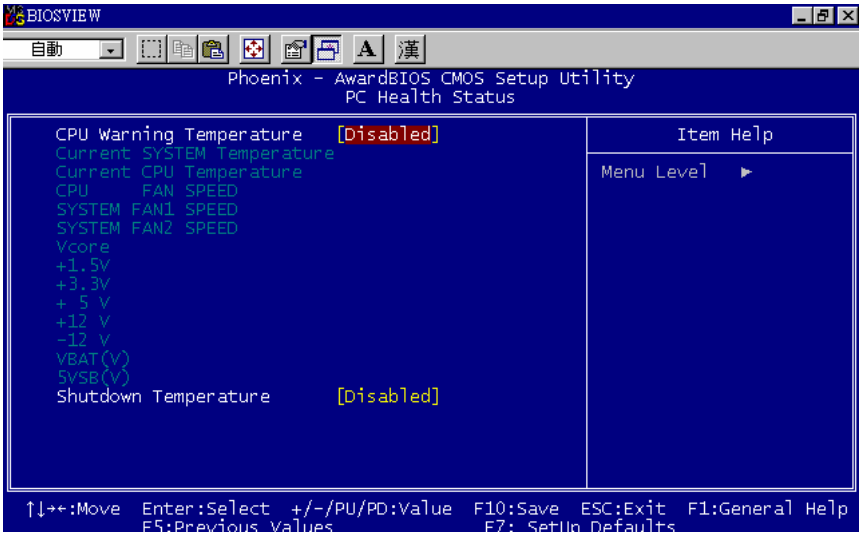 BIOSVIEW
自動
A 漢
Phoenix - AwardBIOS CMOS Setup Utility
PC Health Status
CPU Warning Temperature [Disabled]
Current SYSTEM Temperature
Current CPU Temperature
CPU FAN SPEED
SYSTEM FAN1 SPEED
SYSTEM FAN2 SPEED
Vcore
+1.5V
+3.3V
+ 5 V
+12 V
-12 V
VBAT(V)
5VSB(V)
Shutdown Temperature [Disabled]
Item Help
Menu Level ►
↑↓→←:Move Enter:Select +/-/PU/PD:Value F10:Save ESC:Exit F1:General Help
F5:Previous Values F7: Setup Defaults